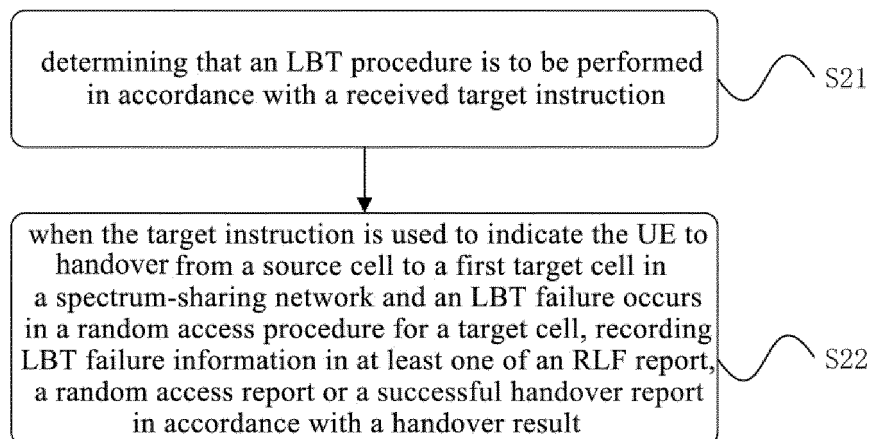 determining that an LBT procedure is to be performed
in accordance with a received target instruction
S21
when the target instruction is used to indicate the UE to
handover from a source cell to a first target cell in
a spectrum-sharing network and an LBT failure occurs
in a random access procedure for a target cell, recording
LBT failure information in at least one of an RLF report,
a random access report or a successful handover report
in accordance with a handover result
S22